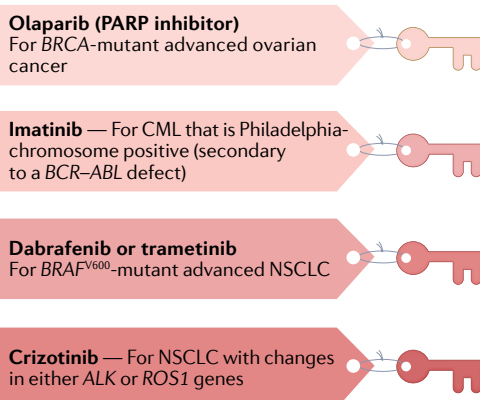 Olaparib (PARP inhibitor)
For BRCA-mutant advanced ovarian
cancer
Imatinib — For CML that is Philadelphia-
chromosome positive (secondary
to a BCR–ABL defect)
Dabrafenib or trametinib
For BRAFV600-mutant advanced NSCLC
Crizotinib — For NSCLC with changes
in either ALK or ROS1 genes